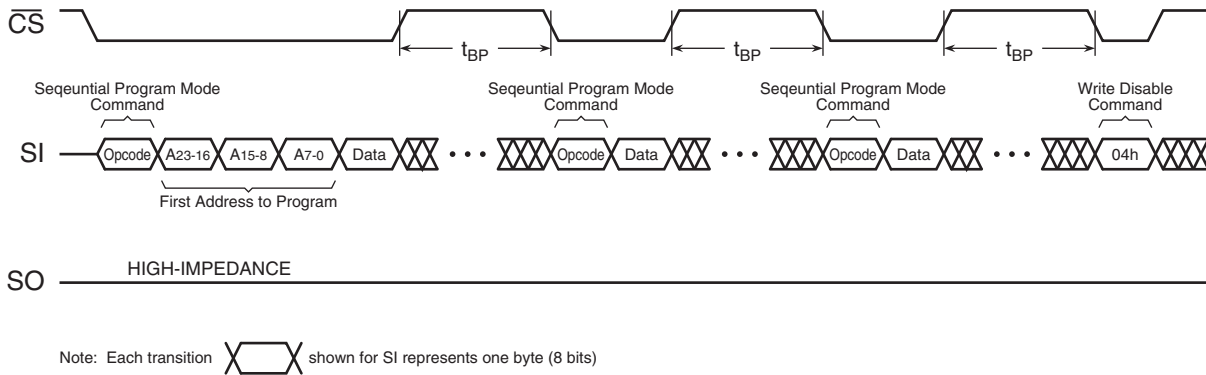 CS
tBP tBP tBP
Seqeuntial Program Mode Command
Seqeuntial Program Mode Command
Seqeuntial Program Mode Command
Write Disable Command
SI Opcode A23-16 A15-8 A7-0 Data • • • Opcode Data • • • Opcode Data • • • 04h
First Address to Program
SO HIGH-IMPEDANCE
Note: Each transition shown for SI represents one byte (8 bits)